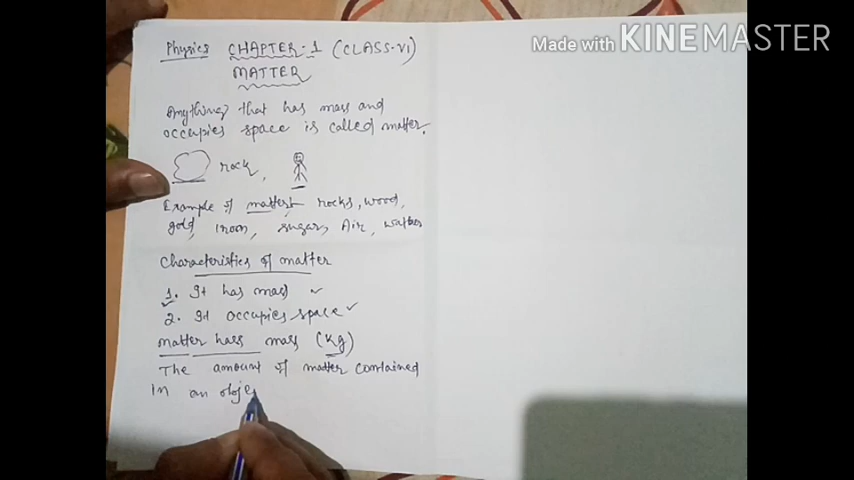 Made with KINEMASTER
Physics CHAPTER-1 (CLASS-VI)
MATTER
Anything that has mass and
occupies space is called matter.
rock,
Example of matter:- rocks, wood,
gold, iron, sugar, Air, water
Characteristics of matter
1. It has mass ✓
2. It occupies space ✓
matter has mass (kg)
The amount of matter contained
In an obje